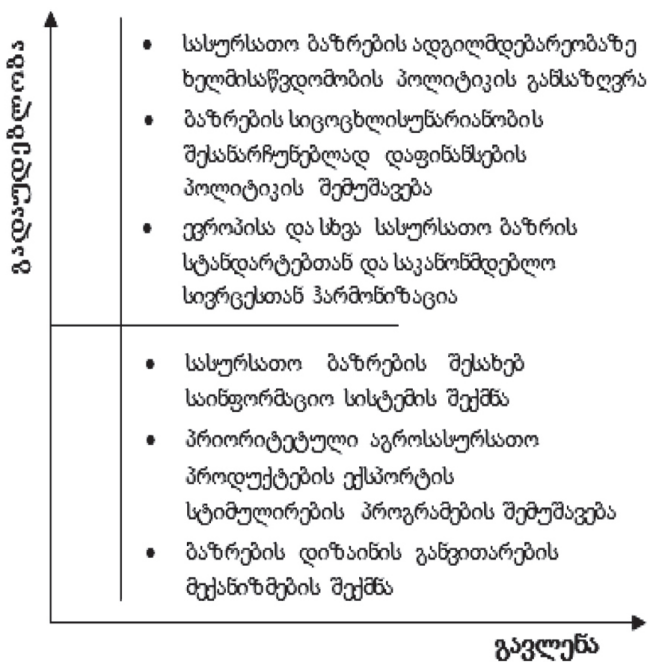 გადაუდებლობა
• სასურსათო ბაზრების ადგილმდებარეობაზე
ხელმისაწვდომობის პოლიტიკის განსაზღვრა
• ბაზრების სიცოცხლისუნარიანობის
შესანარჩუნებლად დაფინანსების
პოლიტიკის შემუშავება
• ევროპისა და სხვა სასურსათო ბაზრის
სტანდარტებთან და საკანონმდებლო
სივრცესთან ჰარმონიზაცია
• სასურსათო ბაზრების შესახებ
საინფორმაციო სისტემის შექმნა
• პრიორიტეტული აგროსასურსათო
პროდუქტების ექსპორტის
სტიმულირების პროგრამების შემუშავება
• ბაზრების დიზაინის განვითარების
მექანიზმების შექმნა
გავლენა